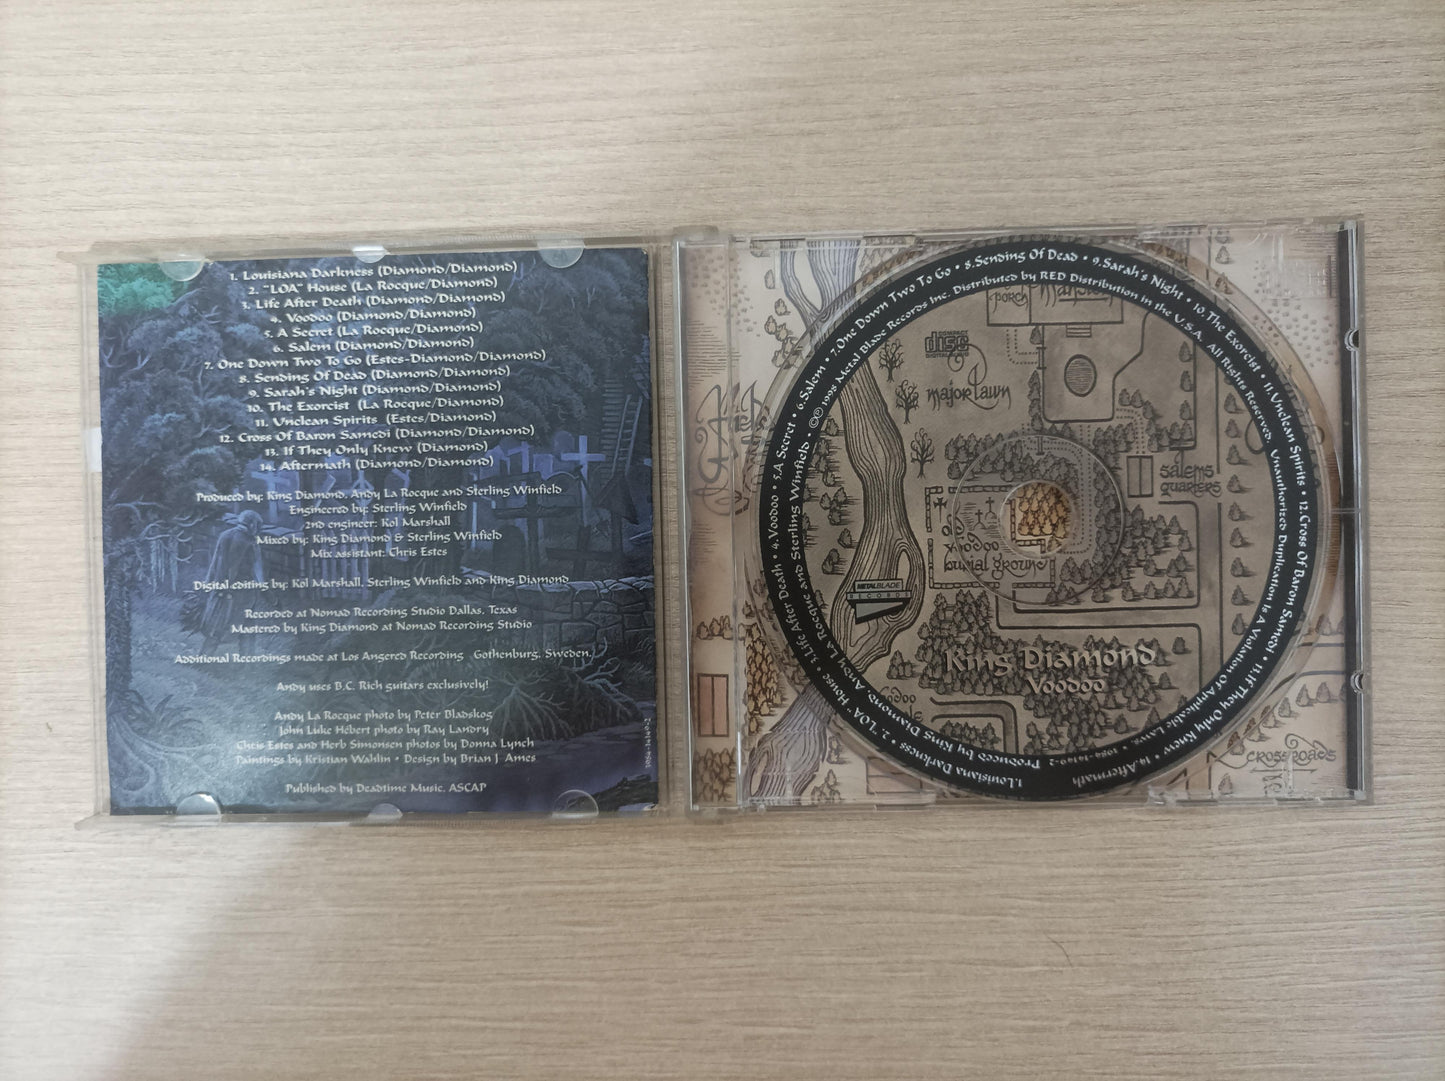 1. Louisiana Darkness (Diamond/Diamond)
2. "LOA" House (La Rocque/Diamond)
3. Life After Death (Diamond/Diamond)
4. Voodoo (Diamond/Diamond)
5. A Secret (La Rocque/Diamond)
6. Salem (Diamond/Diamond)
7. One Down Two To Go (Estes-Diamond/Diamond)
8. Sending Of Dead (Diamond/Diamond)
9. Sarah's Night (Diamond/Diamond)
10. The Exorcist (La Rocque/Diamond)
11. Unclean Spirits (Estes/Diamond)
12. Cross Of Baron Samedi (Diamond/Diamond)
13. If They Only Knew (Diamond)
14. Aftermath (Diamond/Diamond)
Produced by: King Diamond, Andy La Rocque and Sterling Winfield
Engineered by: Sterling Winfield
2nd engineer: Kol Marshall
Mixed by: King Diamond & Sterling Winfield
Mix assistant: Chris Estes
Digital editing by: Kol Marshall, Sterling Winfield and King Diamond
Recorded at Nomad Recording Studio Dallas, Texas
Mastered by King Diamond at Nomad Recording Studio
Additional Recordings made at Los Angered Recording Gothenburg, Sweden,
Andy uses B.C. Rich guitars exclusively!
Andy La Rocque photo by Peter Bladskog
John Luke Hébert photo by Ray Landry
Chris Estes and Herb Simonsen photos by Donna Lynch
Paintings by Kristian Wahlin • Design by Brian J Ames
Published by Deadtime Music, ASCAP
1.Louisiana Darkness • 2. "LOA" House • 3.Life After Death • 4.Voodoo • 5.A Secret • 6.Salem • 7.One Down Two To Go • 8.Sending Of Dead • 9.Sarah's Night • 10.The Exorcist • 11.Unclean Spirits • 12.Cross Of Baron Samedi • 13.If They Only Knew • 14.Aftermath
Produced by King Diamond, Andy La Rocque and Sterling Winfield • ©℗ 1998 Metal Blade Records Inc. Distributed by RED Distribution in the U.S.A. All Rights Reserved. Unauthorized Duplication Is A Violation of Applicable Laws.
COMPACT
disc
DIGITAL AUDIO
porch
major lawn
salems
quarters
old
voodoo
burial ground
METAL BLADE
RECORDS
King Diamond
Voodoo
crossroads